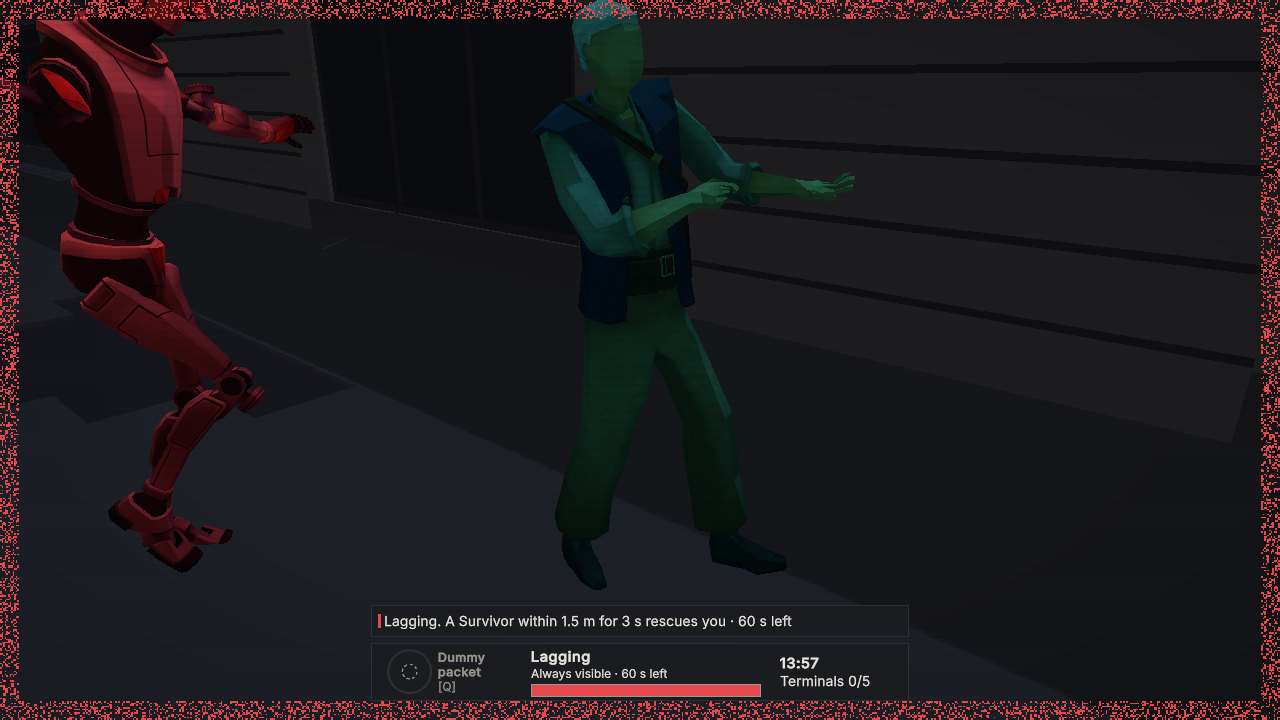 Lagging. A Survivor within 1.5 m for 3 s rescues you · 60 s left
Dummy packet [Q]
Lagging
Always visible · 60 s left
13:57
Terminals 0/5